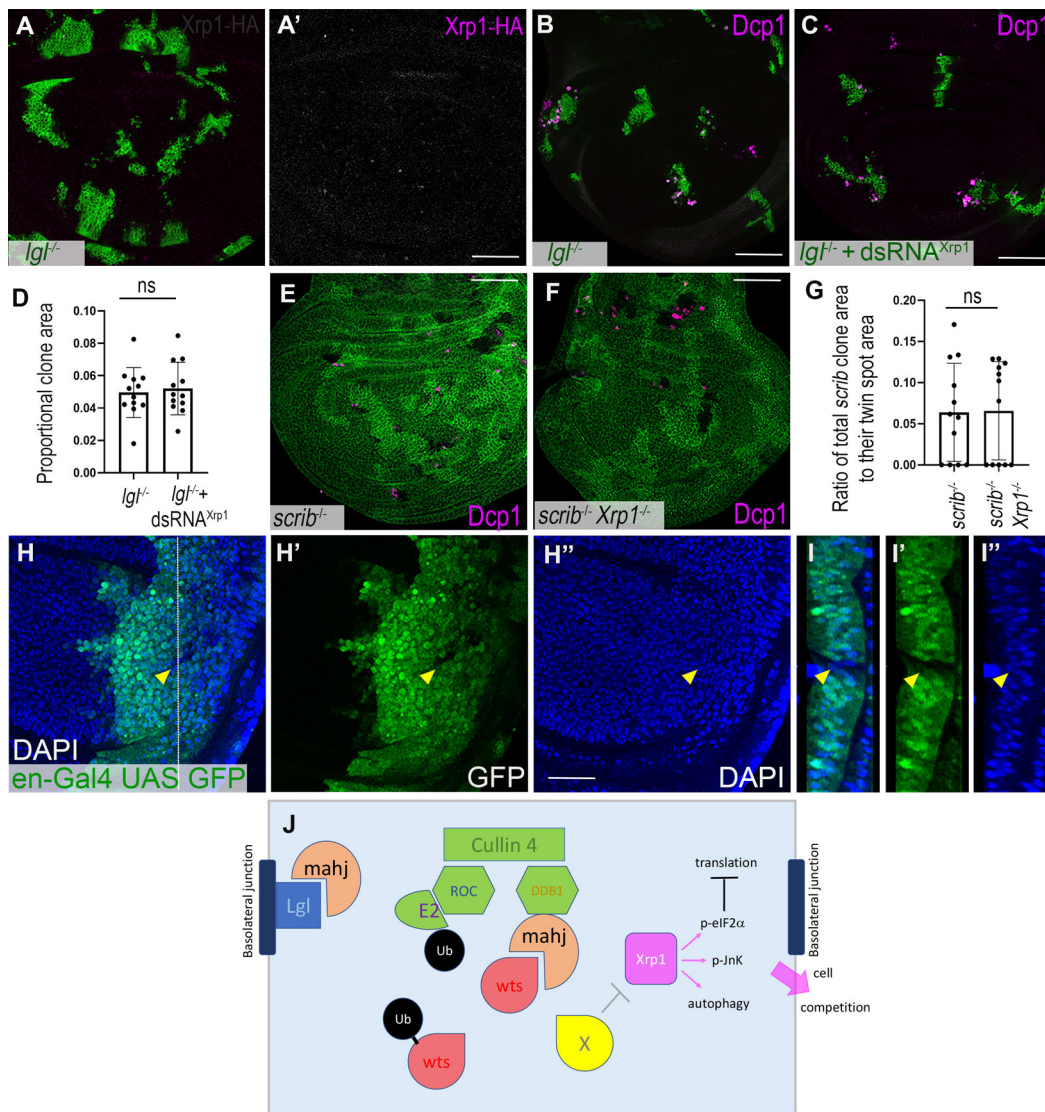 A
Xrp1-HA
lgl-/-
A'
Xrp1-HA
B
Dcp1
lgl-/-
C
Dcp1
lgl-/- + dsRNAXrp1
D
Proportional clone area
ns
0.10
0.08
0.06
0.04
0.02
0.00
lgl-/-
lgl-/-+
dsRNAXrp1
E
scrib-/-
Dcp1
F
scrib-/- Xrp1-/-
Dcp1
G
Ratio of total scrib clone area
to their twin spot area
ns
0.20
0.15
0.10
0.05
0.00
scrib-/-
scrib-/-
Xrp1-/-
H
DAPI
en-Gal4 UAS GFP
H'
GFP
H"
DAPI
I
I'
I"
J
Basolateral junction
mahj
Lgl
Cullin 4
ROC
DDB1
E2
Ub
mahj
wts
Ub
wts
X
Xrp1
translation
p-eIF2α
p-JnK
autophagy
Basolateral junction
cell
competition